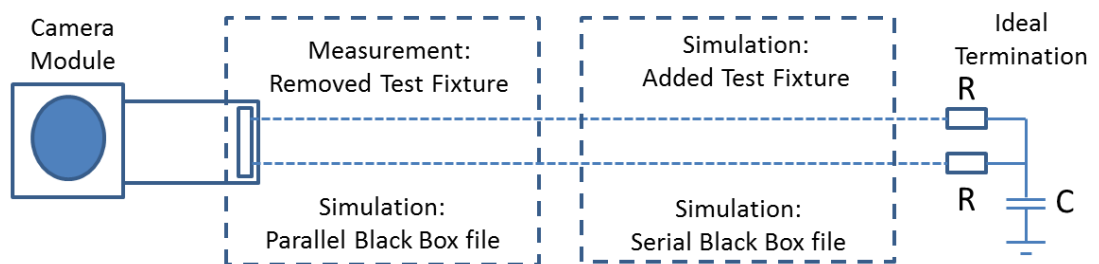 Camera
Module
Measurement:
Removed Test Fixture
Simulation:
Parallel Black Box file
Simulation:
Added Test Fixture
Simulation:
Serial Black Box file
Ideal
Termination
R
R
C